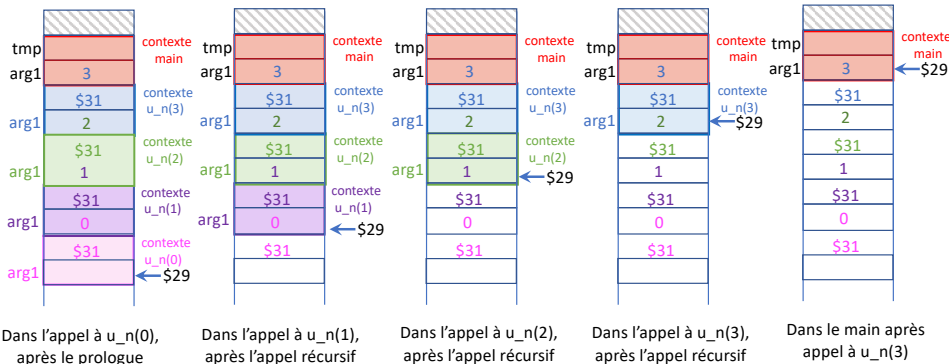 tmp
contexte
main
arg1
3
$31
contexte
u_n(3)
arg1
2
$31
contexte
u_n(2)
arg1
1
$31
contexte
u_n(1)
arg1
0
$31
contexte
u_n(0)
arg1
$29
Dans l'appel à u_n(0),
après le prologue
tmp
contexte
main
arg1
3
$31
contexte
u_n(3)
arg1
2
$31
contexte
u_n(2)
arg1
1
$31
contexte
u_n(1)
arg1
0
$29
$31
Dans l'appel à u_n(1),
après l'appel récursif
tmp
contexte
main
arg1
3
$31
contexte
u_n(3)
arg1
2
$31
contexte
u_n(2)
arg1
1
$29
$31
0
$31
Dans l'appel à u_n(2),
après l'appel récursif
tmp
contexte
main
arg1
3
$31
contexte
u_n(3)
arg1
2
$29
$31
1
$31
0
$31
Dans l'appel à u_n(3),
après l'appel récursif
tmp
contexte
main
arg1
3
$29
$31
2
$31
1
$31
0
$31
Dans le main après
appel à u_n(3)